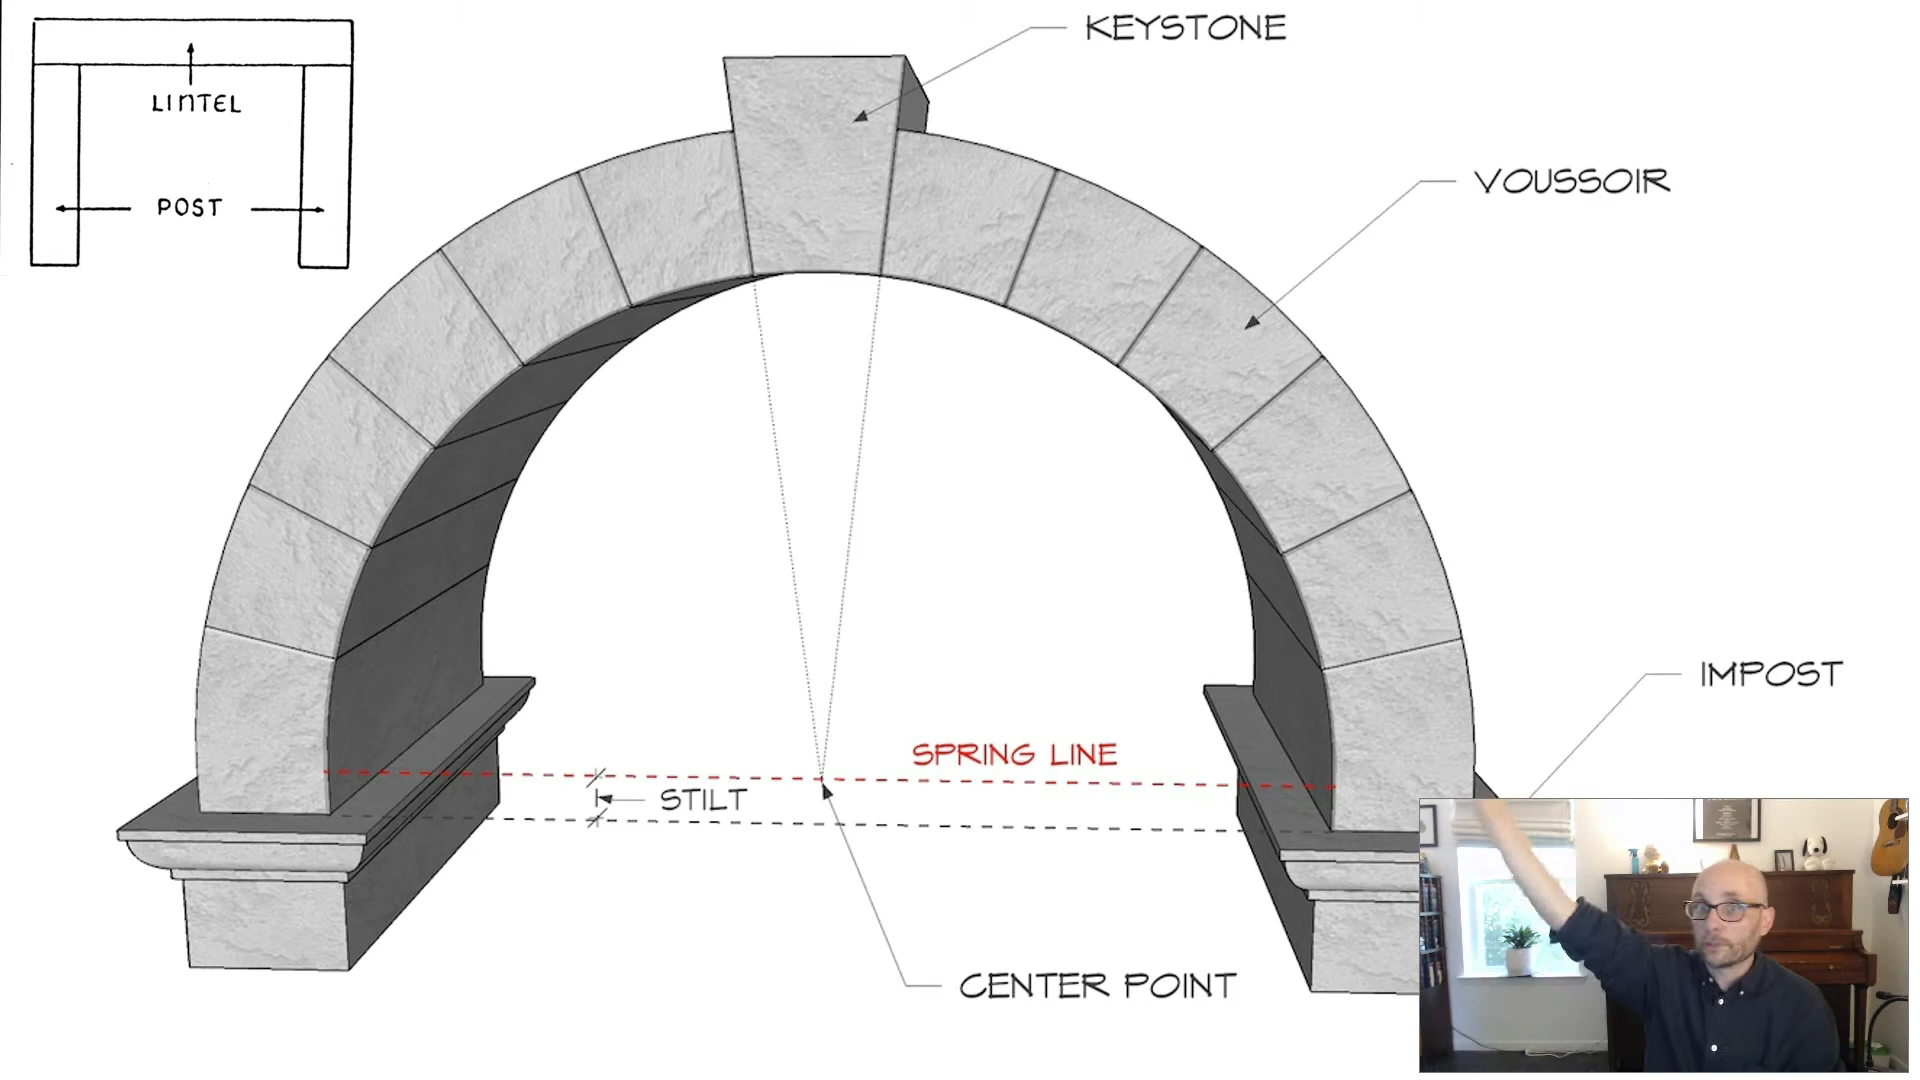 KEYSTONE
LINTEL
VOUSSOIR
POST
IMPOST
SPRING LINE
STILT
CENTER POINT